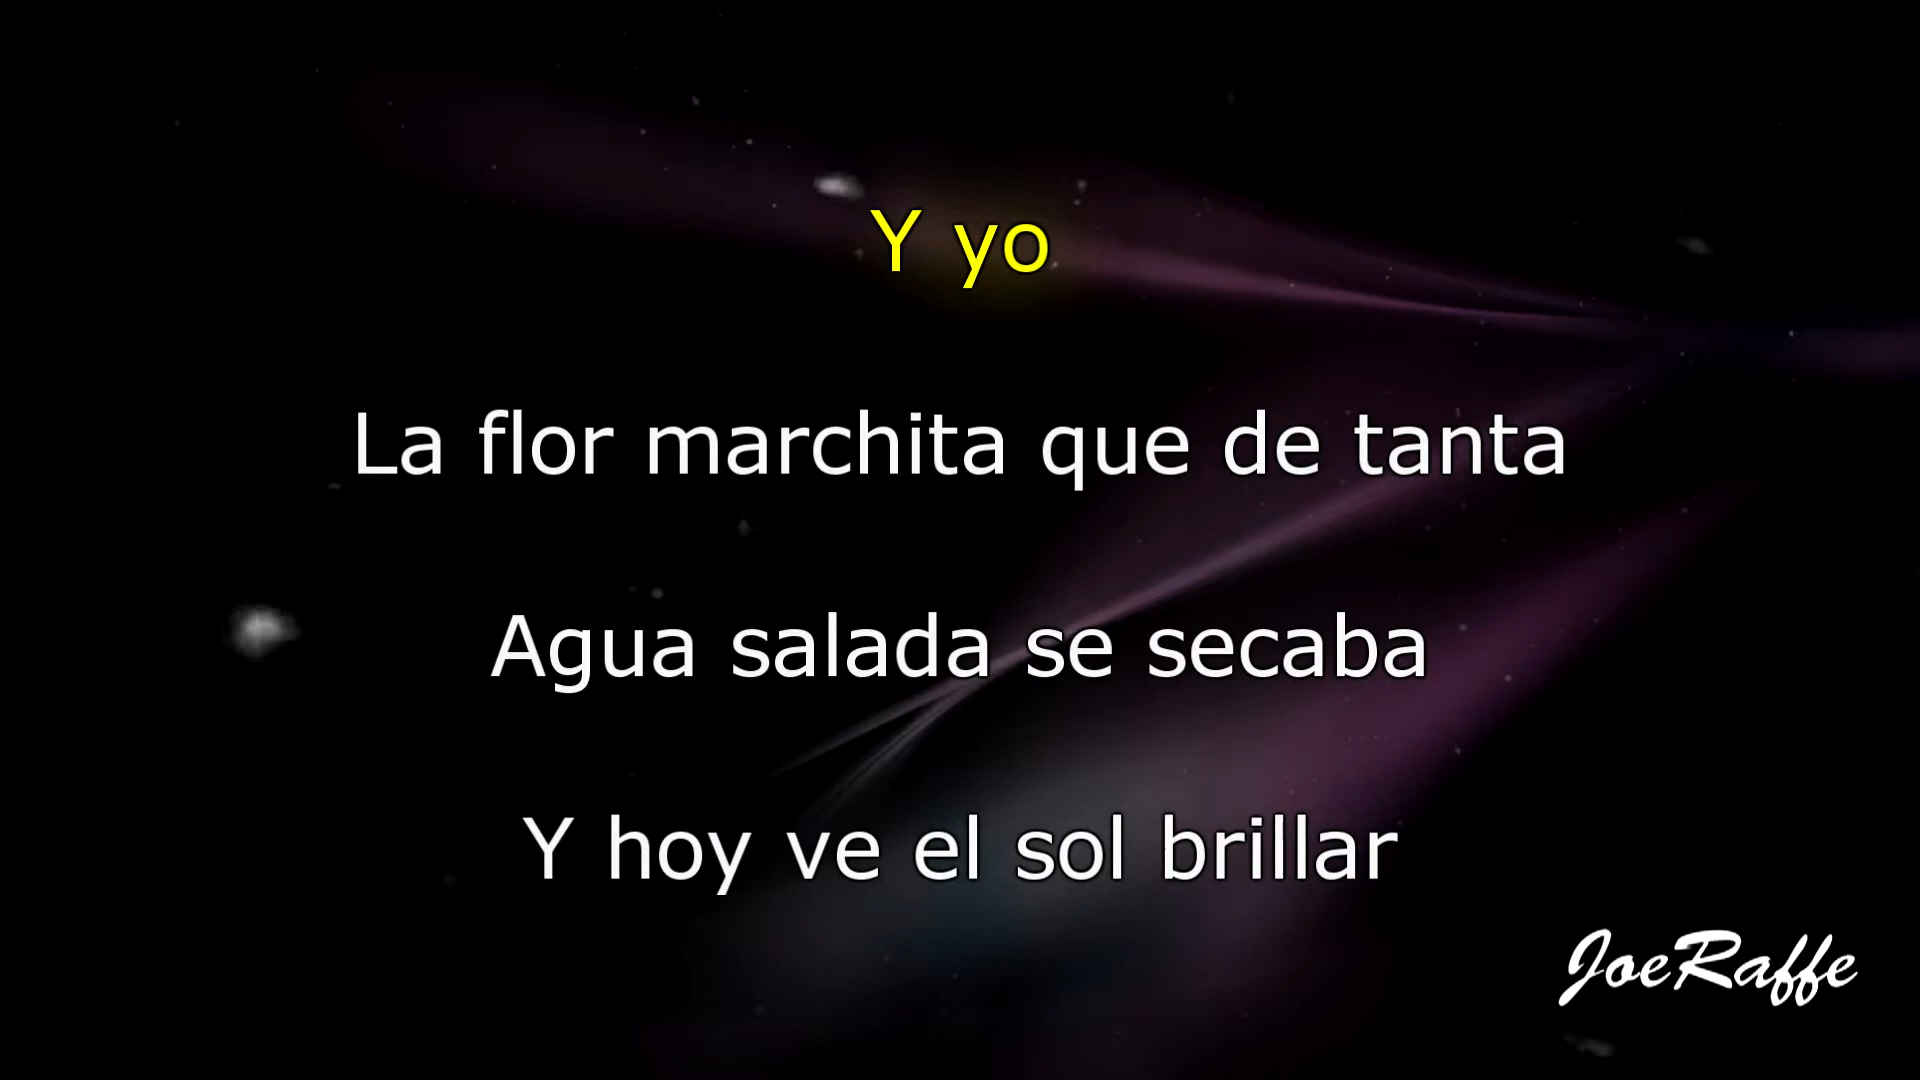 Y yo
La flor marchita que de tanta
Agua salada se secaba
Y hoy ve el sol brillar
JoeRaffe